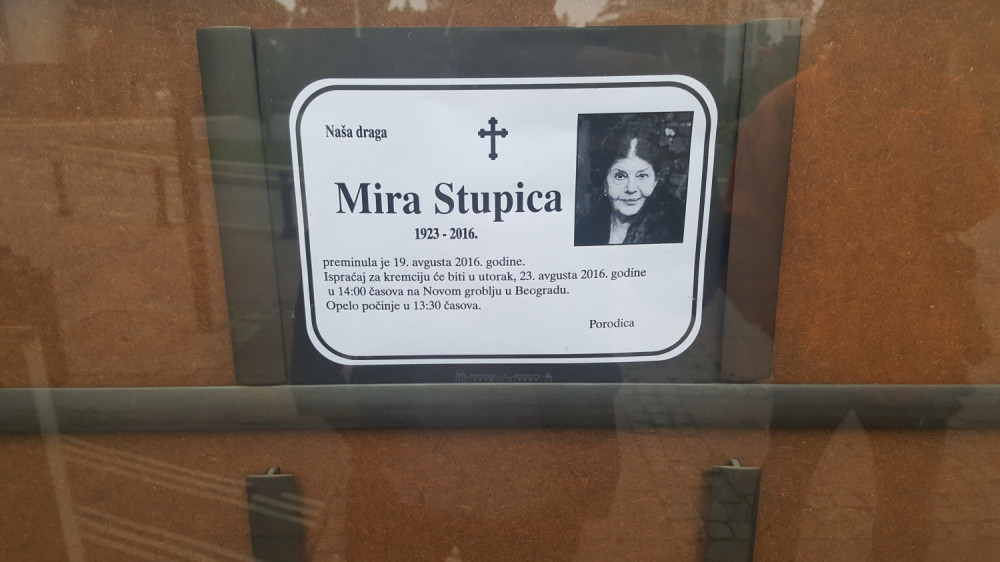 Naša draga
Mira Stupica
1923 - 2016.
preminula je 19. avgusta 2016. godine.
Ispraćaj za kremciju će biti u utorak, 23. avgusta 2016. godine
u 14:00 časova na Novom groblju u Beogradu.
Opelo počinje u 13:30 časova.
Porodica